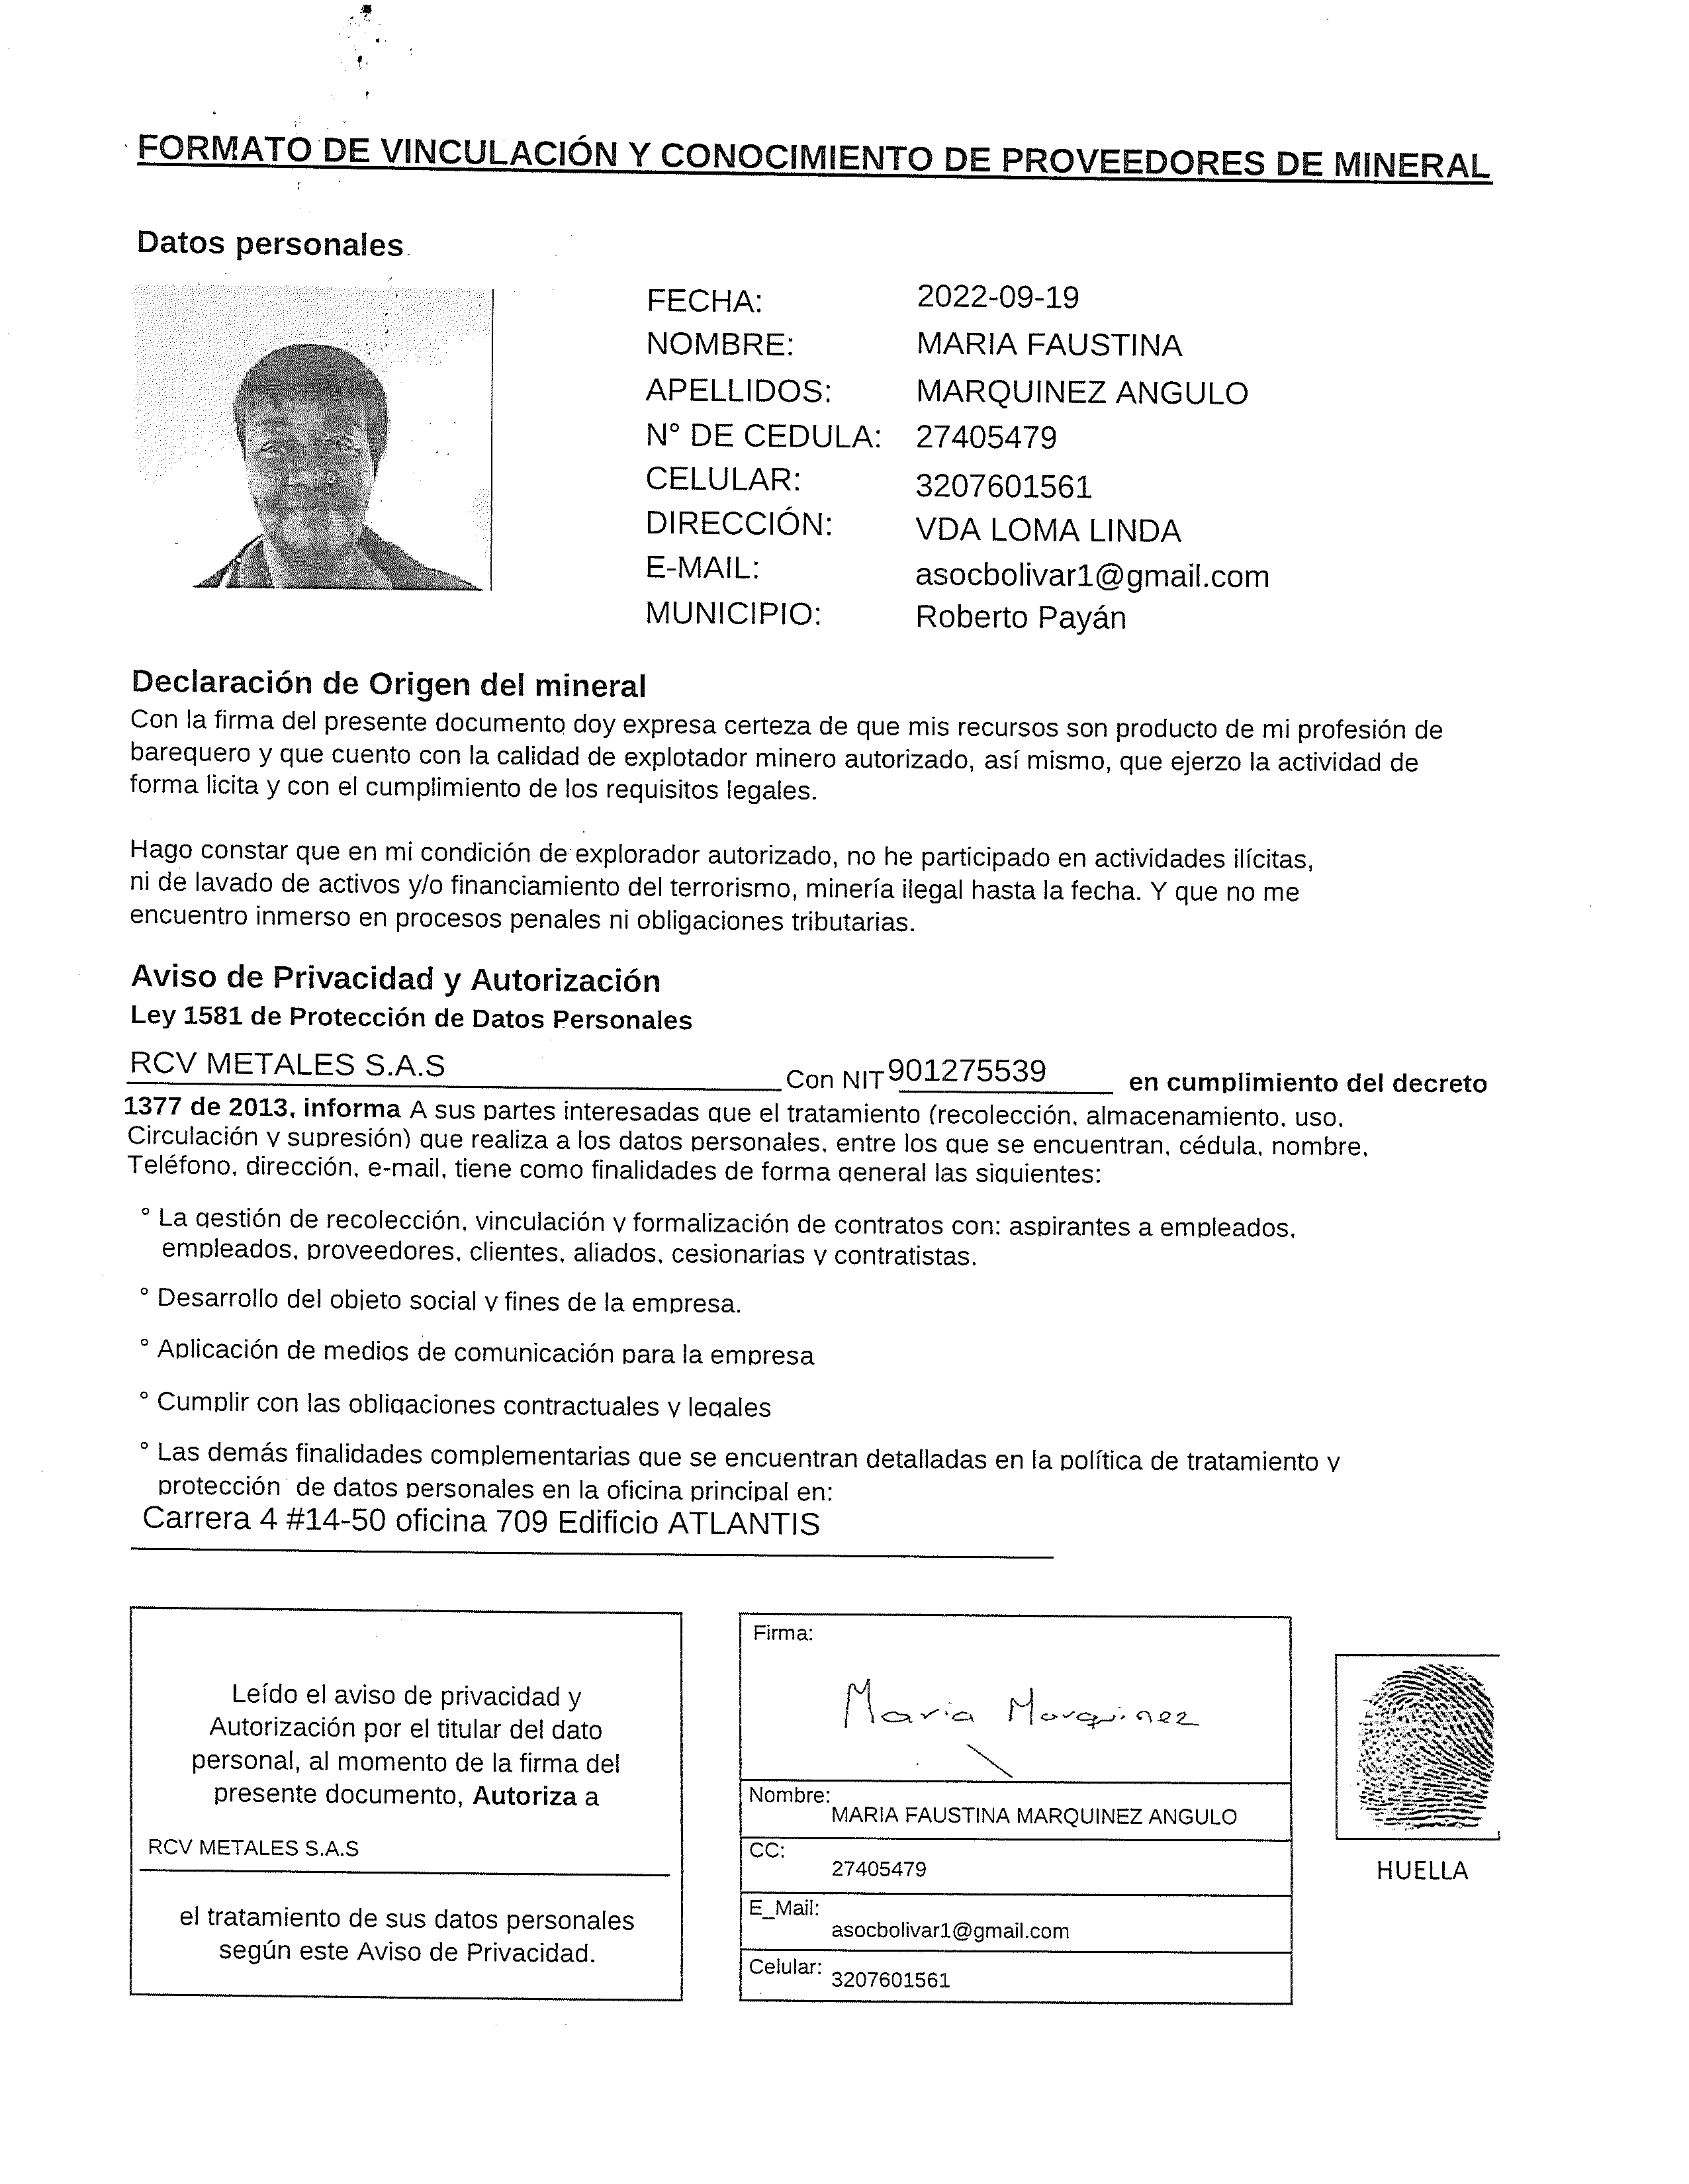 FORMATO DE VINCULACIÓN Y CONOCIMIENTO DE PROVEEDORES DE MINERAL
Datos personales
FECHA: 2022-09-19
NOMBRE: MARIA FAUSTINA
APELLIDOS: MARQUINEZ ANGULO
N° DE CEDULA: 27405479
CELULAR: 3207601561
DIRECCIÓN: VDA LOMA LINDA
E-MAIL: asocbolivar1@gmail.com
MUNICIPIO: Roberto Payán
Declaración de Origen del mineral
Con la firma del presente documento doy expresa certeza de que mis recursos son producto de mi profesión de
barequero y que cuento con la calidad de explotador minero autorizado, así mismo, que ejerzo la actividad de
forma licita y con el cumplimiento de los requisitos legales.
Hago constar que en mi condición de explorador autorizado, no he participado en actividades ilícitas,
ni de lavado de activos y/o financiamiento del terrorismo, minería ilegal hasta la fecha. Y que no me
encuentro inmerso en procesos penales ni obligaciones tributarias.
Aviso de Privacidad y Autorización
Ley 1581 de Protección de Datos Personales
RCV METALES S.A.S Con NIT 901275539 en cumplimiento del decreto
1377 de 2013, informa A sus partes interesadas que el tratamiento (recolección, almacenamiento, uso,
Circulación y supresión) que realiza a los datos personales, entre los que se encuentran, cédula, nombre,
Teléfono, dirección, e-mail, tiene como finalidades de forma general las siguientes:
° La gestión de recolección, vinculación y formalización de contratos con: aspirantes a empleados,
empleados, proveedores, clientes, aliados, cesionarias y contratistas.
° Desarrollo del objeto social y fines de la empresa.
° Aplicación de medios de comunicación para la empresa
° Cumplir con las obligaciones contractuales y legales
° Las demás finalidades complementarias que se encuentran detalladas en la política de tratamiento y
protección de datos personales en la oficina principal en:
Carrera 4 #14-50 oficina 709 Edificio ATLANTIS
Leído el aviso de privacidad y
Autorización por el titular del dato
personal, al momento de la firma del
presente documento, Autoriza a
RCV METALES S.A.S
el tratamiento de sus datos personales
según este Aviso de Privacidad.
Firma:
Maria Marquinez
Nombre:
MARIA FAUSTINA MARQUINEZ ANGULO
CC:
27405479
E_Mail:
asocbolivar1@gmail.com
Celular:
3207601561
HUELLA